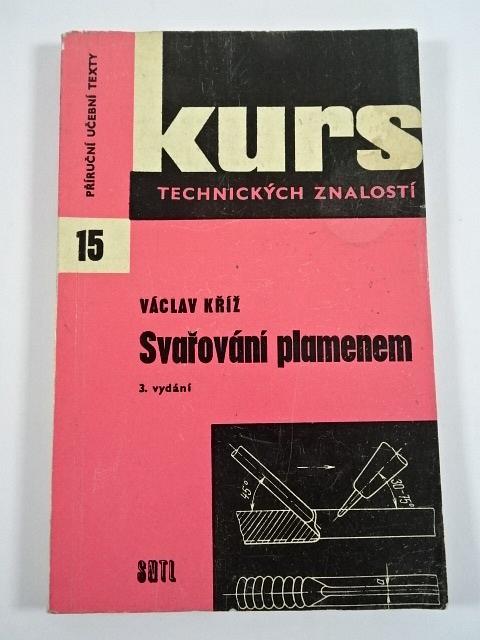 PŘÍRUČNÍ UČEBNÍ TEXTY
kurs
TECHNICKÝCH ZNALOSTÍ
15
VÁCLAV KŘÍŽ
Svařování plamenem
3. vydání
45°
30-75°
a
SNTL